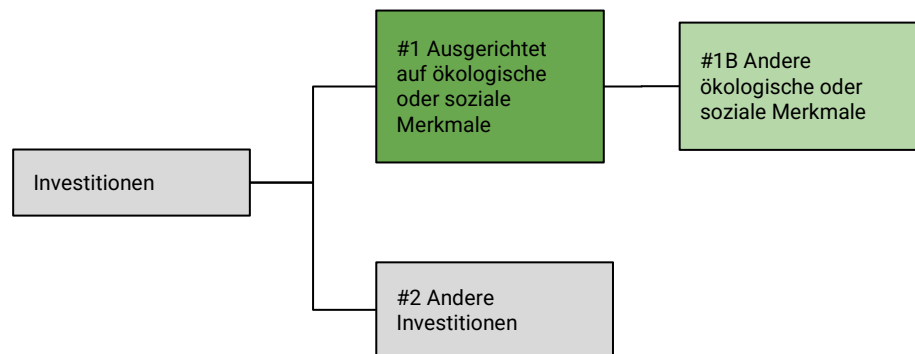 #1 Ausgerichtet
auf ökologische
oder soziale
Merkmale
#1B Andere
ökologische oder
soziale Merkmale
Investitionen
#2 Andere
Investitionen